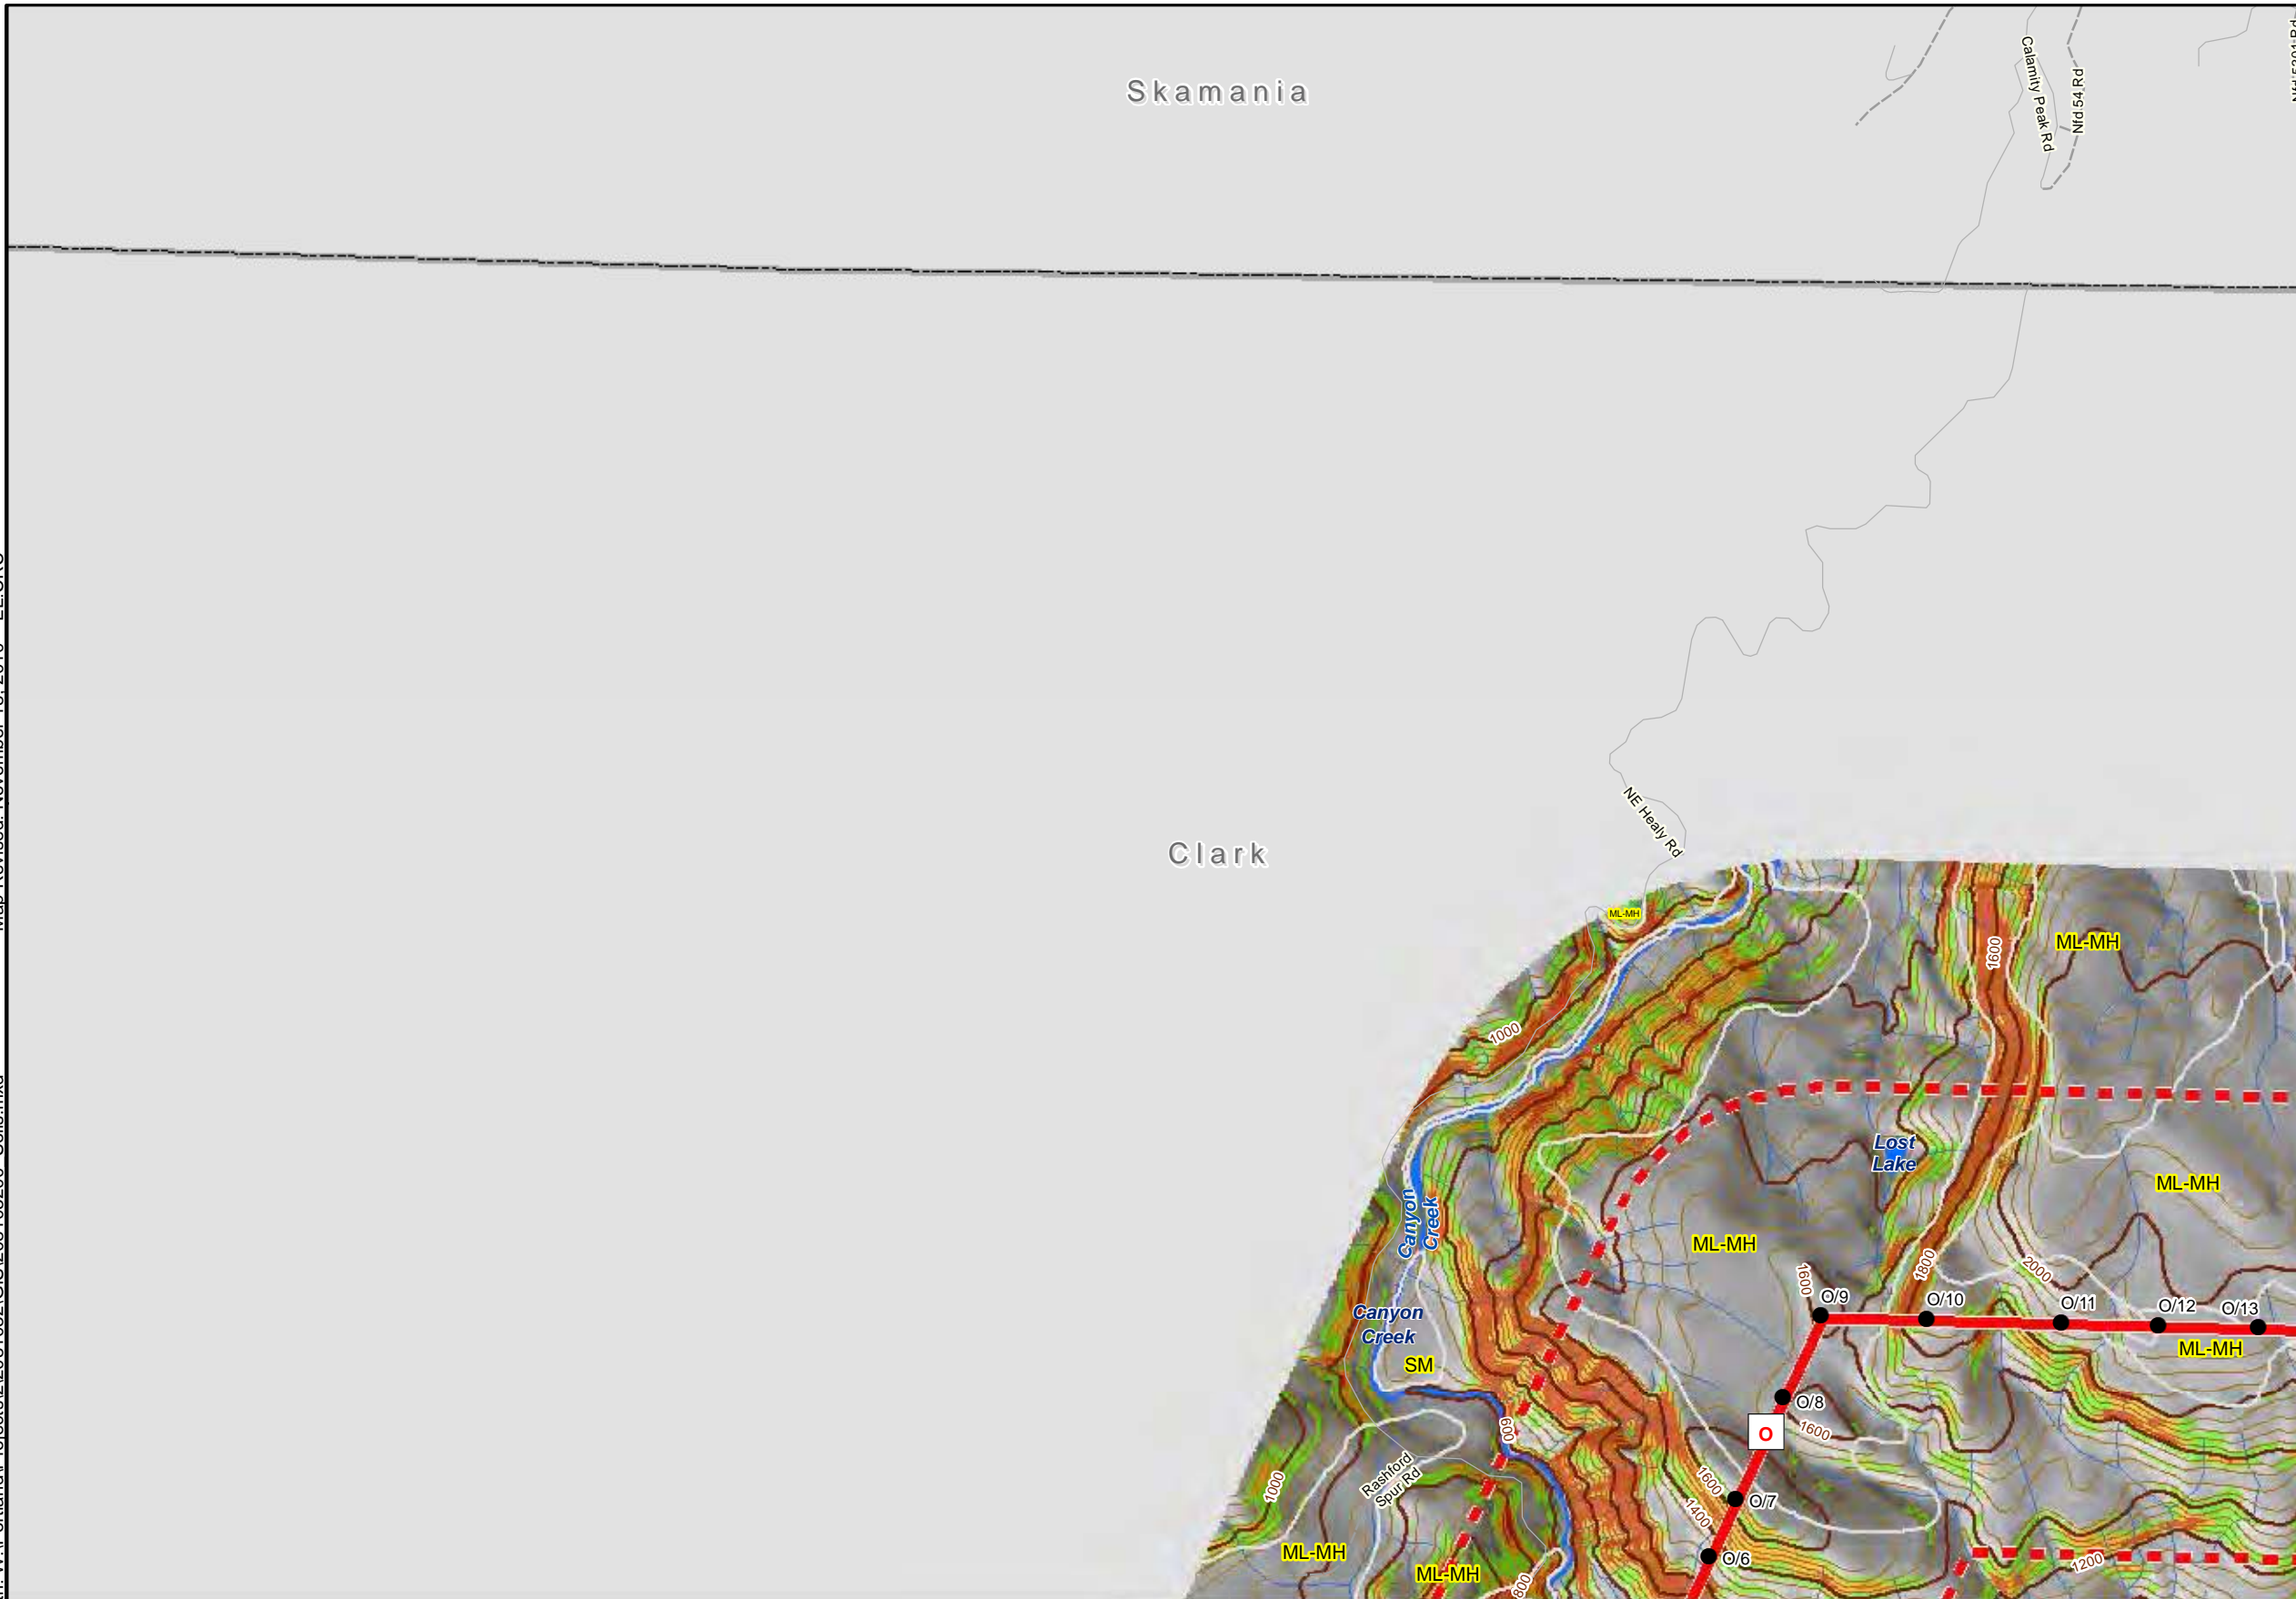 Skamania
Calamity Peak Rd
Nfd 54 Rd
Clark
NE Healy Rd
ML-MH
ML-MH
1600
1000
Lost
Lake
ML-MH
Canyon
Creek
ML-MH
1800
2000
1600
O/9
O/10
O/11
O/12
O/13
Canyon
Creek
SM
ML-MH
O/8
O
1600
600
Rashford
Spur Rd
1000
1600
1400
O/7
ML-MH
O/6
ML-MH
800
1200